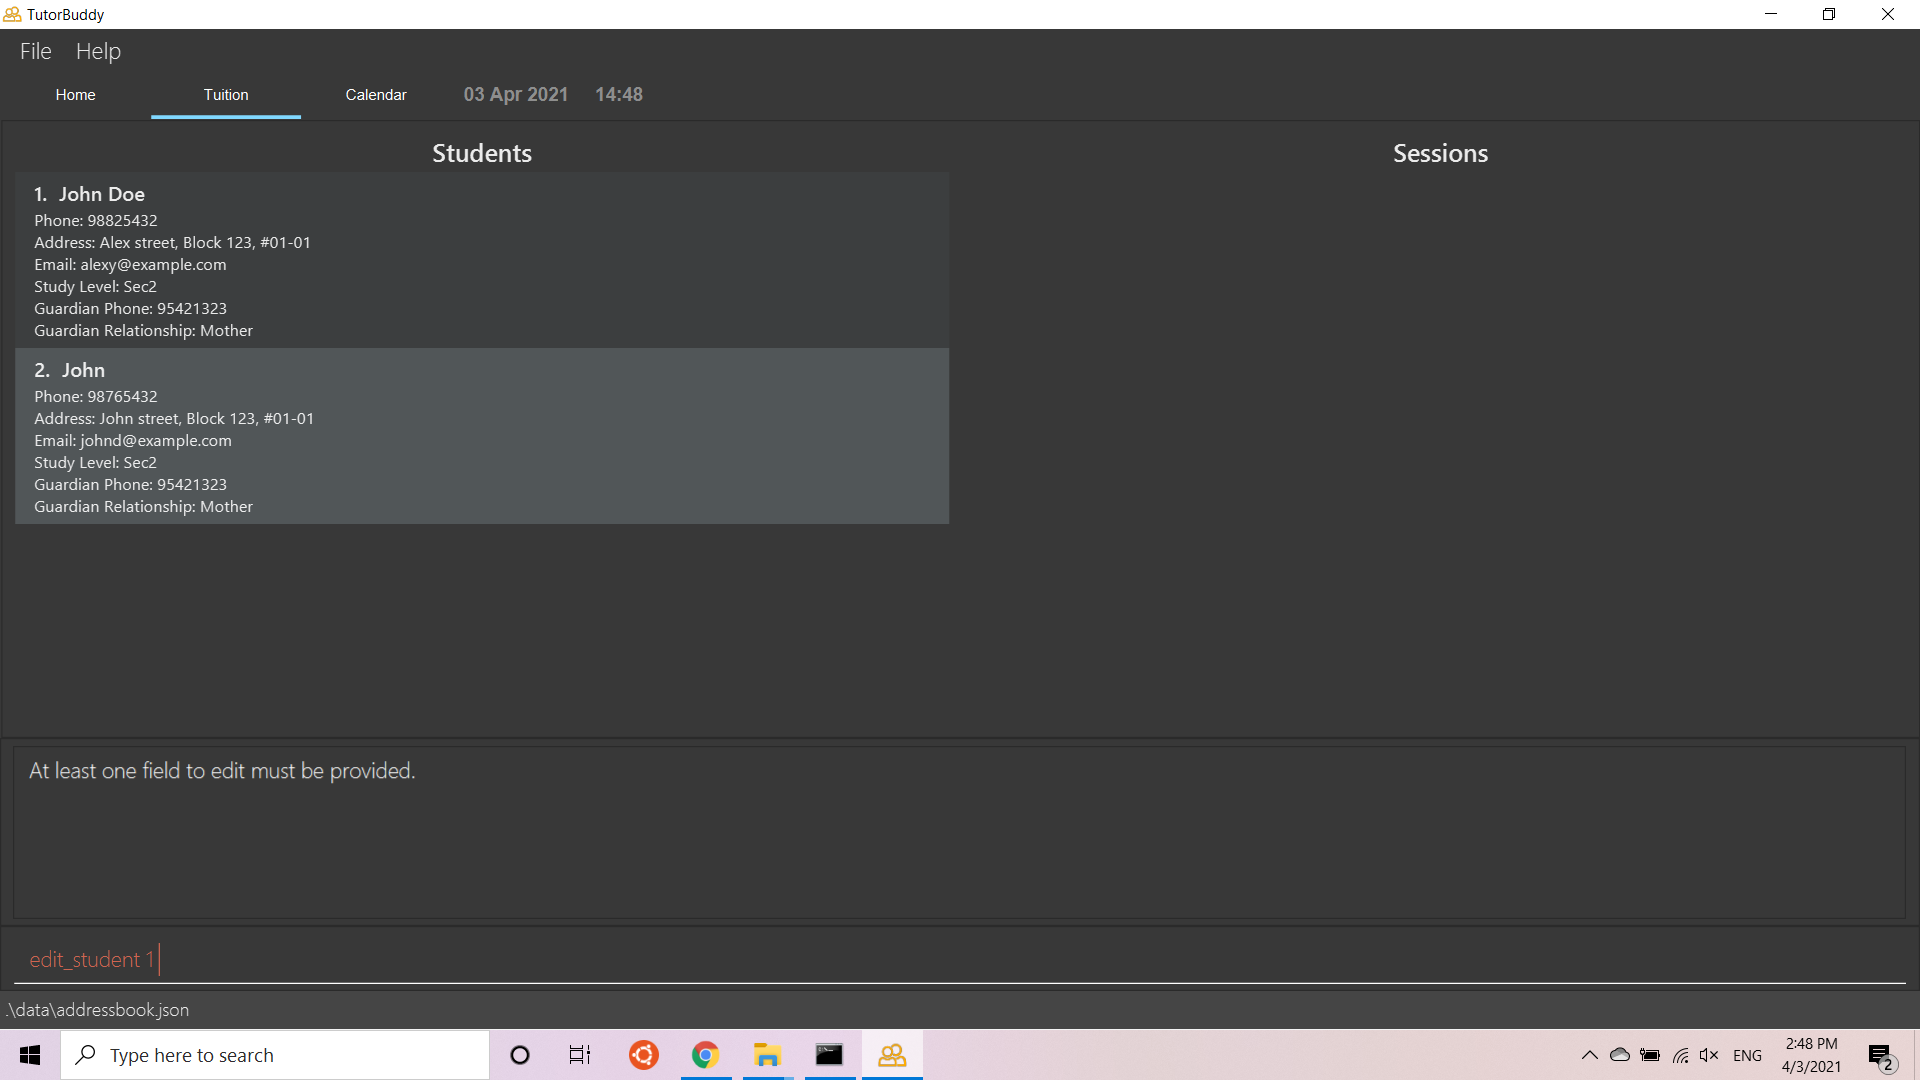 TutorBuddy
File Help
Home Tuition Calendar 03 Apr 2021 14:48
Students
1. John Doe
Phone: 98825432
Address: Alex street, Block 123, #01-01
Email: alexy@example.com
Study Level: Sec2
Guardian Phone: 95421323
Guardian Relationship: Mother
2. John
Phone: 98765432
Address: John street, Block 123, #01-01
Email: johnd@example.com
Study Level: Sec2
Guardian Phone: 95421323
Guardian Relationship: Mother
Sessions
At least one field to edit must be provided.
edit_student 1
.\data\addressbook.json
Type here to search
ENG
2:48 PM
4/3/2021
2